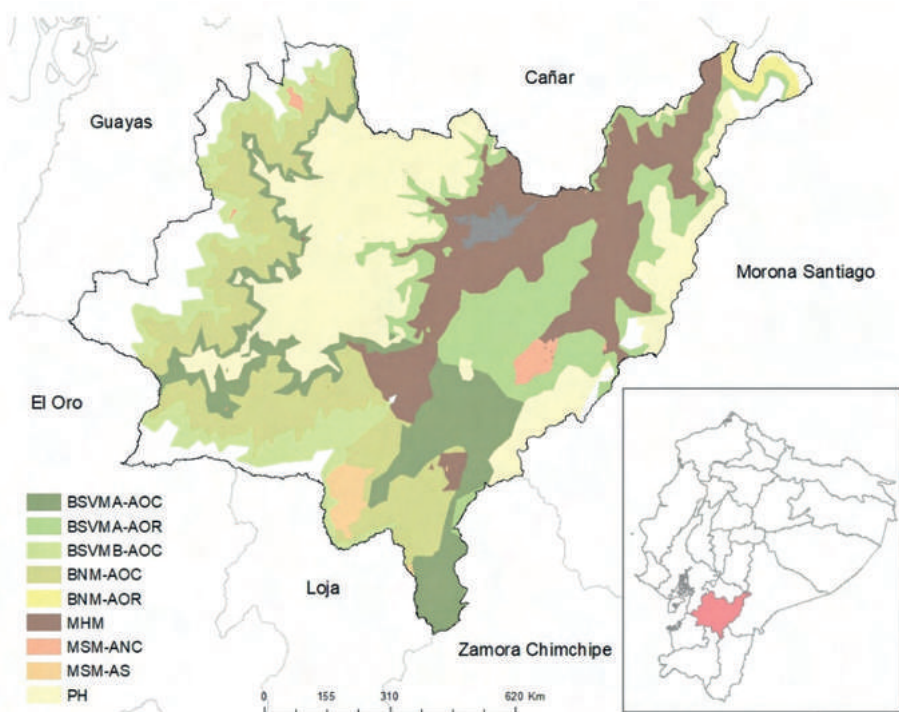 Cañar
Guayas
Morona Santiago
El Oro
BSVMA-AOC
BSVMA-AOR
BSVMB-AOC
BNM-AOC
BNM-AOR
MHM
MSM-ANC
MSM-AS
PH
Loja
Zamora Chimchipe
0 155 310 620 Km